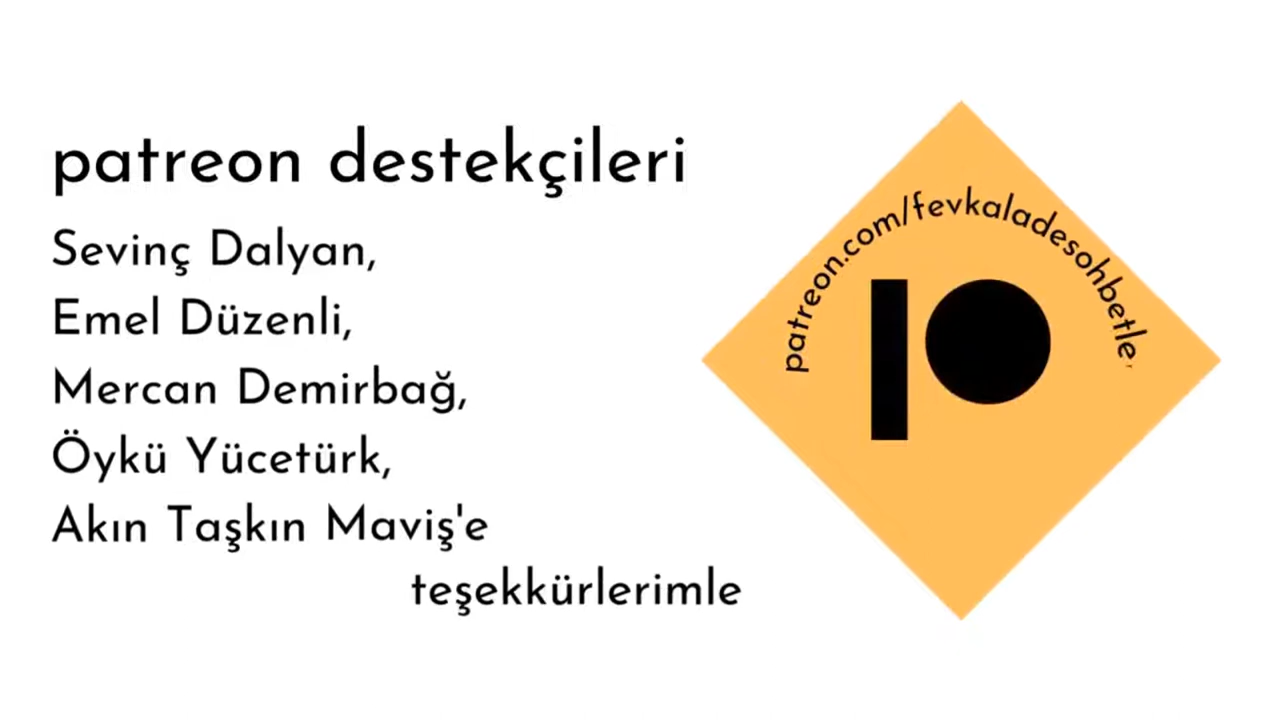 patreon destekçileri
Sevinç Dalyan,
Emel Düzenli,
Mercan Demirbağ,
Öykü Yücetürk,
Akın Taşkın Maviş'e
teşekkürlerimle
patreon.com/fevkaladesohbetle